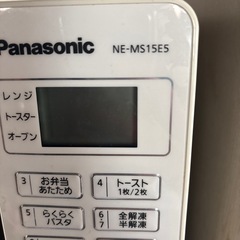 Panasonic NE-MS15E5
レンジ
トースター
オーブン
3 お弁当
あたため
4 トースト
1枚/2枚
5 らくらく
パスタ
6 全解凍
7 半解凍